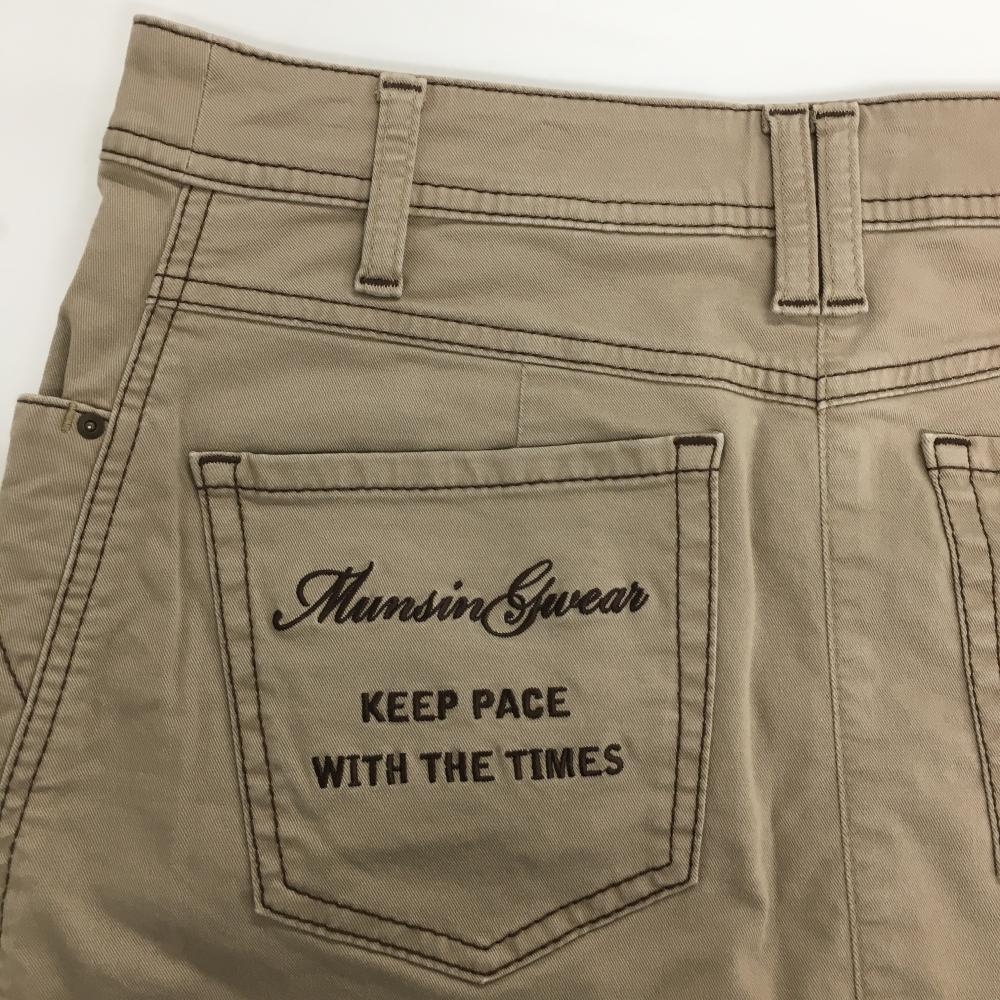 MunsinGwear
KEEP PACE
WITH THE TIMES